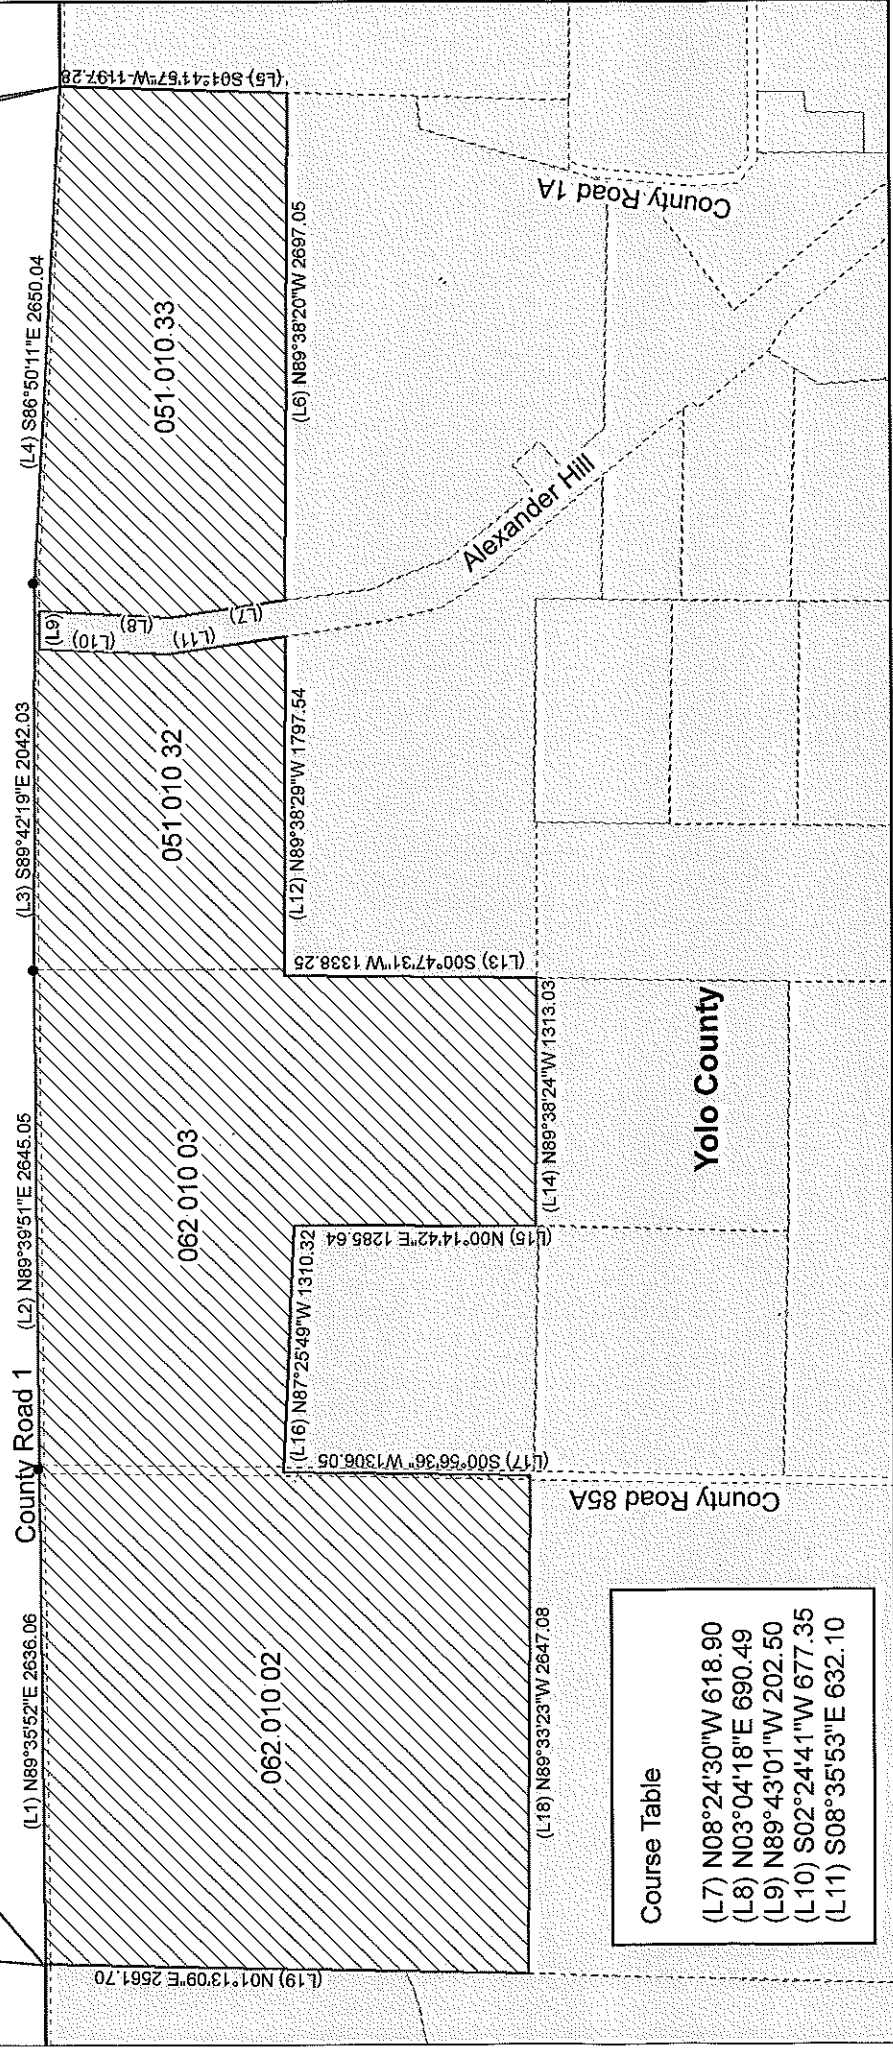 County Road 1
(L1) N89°35'52"E 2636.06
(L2) N89°39'51"E 2645.05
(L3) S89°42'19"E 2042.03
(L4) S86°50'11"E 2650.04
(L5) S01°41'57"W 1197.28
062 010 02
062 010 03
051 010 32
051 010 33
(L9)
(L10)
(L8)
(L11)
(L7)
(L6) N89°38'20"W 2697.05
(L12) N89°38'29"W 1797.54
(L13) S00°47'31"W 1338.25
(L14) N89°38'24"W 1313.03
(L15) N00°14'42"E 1285.64
(L16) N87°25'49"W 1310.32
(L17) S00°56'36" W1306.05
(L18) N89°33'23"W 2647.08
(L19) N01°13'09"E 2561.70
Alexander Hill
County Road 1A
County Road 85A
Yolo County
Course Table
(L7) N08°24'30"W 618.90
(L8) N03°04'18"E 690.49
(L9) N89°43'01"W 202.50
(L10) S02°24'41"W 677.35
(L11) S08°35'53"E 632.10